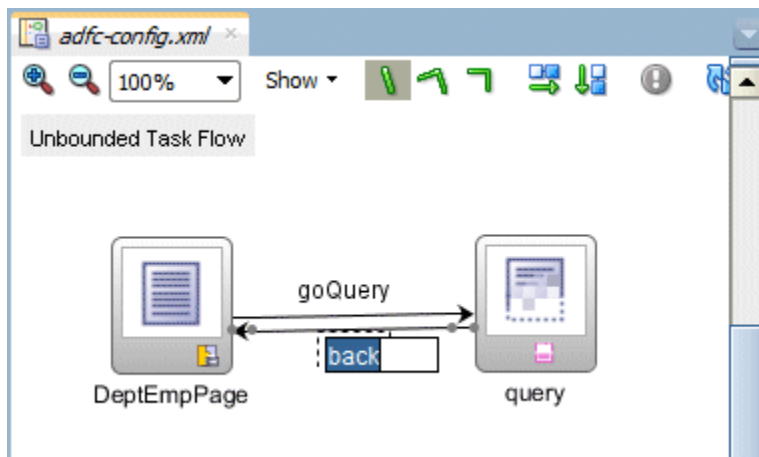 adfc-config.xml
100%
Show
Unbounded Task Flow
goQuery
back
DeptEmpPage
query